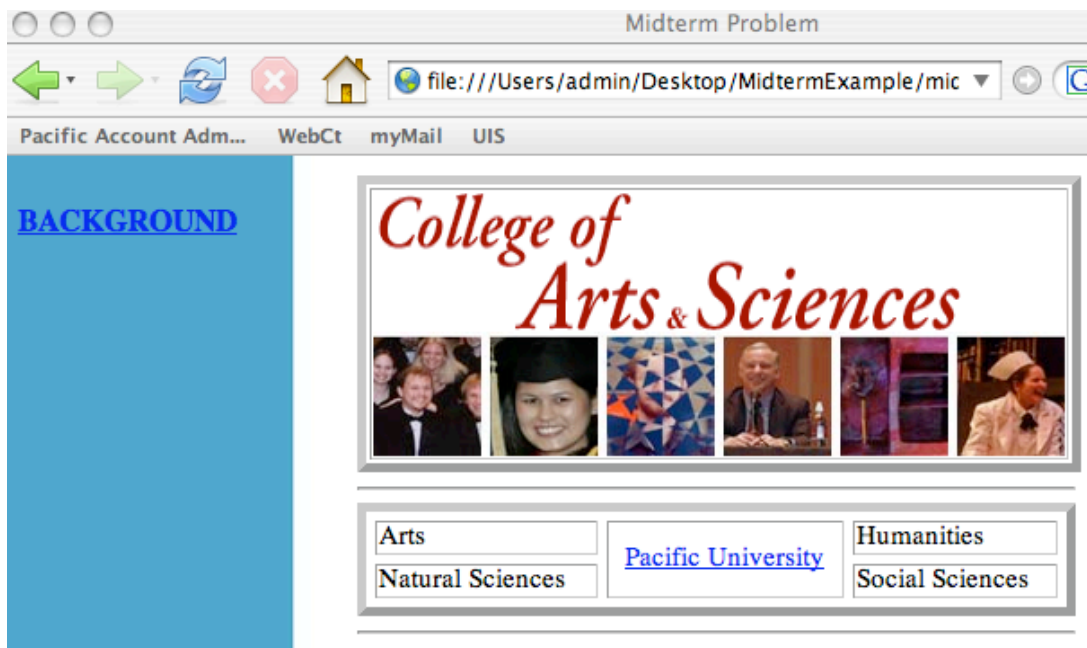 Midterm Problem
file:///Users/admin/Desktop/MidtermExample/mic
G
Pacific Account Adm... WebCt myMail UIS
BACKGROUND
College of
Arts & Sciences
Arts
Natural Sciences
Pacific University
Humanities
Social Sciences